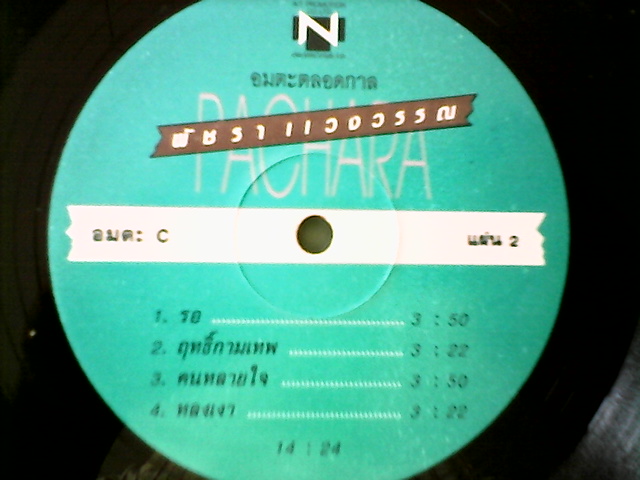 N
อมตะตลอดกาล
PACHARA
พัชรา แวงวรรณ
อมตะ C
แผ่น 2
1. รอ 3 : 50
2. ฤทธิ์กามเทพ 3 : 22
3. คนหลายใจ 3 : 50
4. หลงเงา 3 : 22
14 : 24